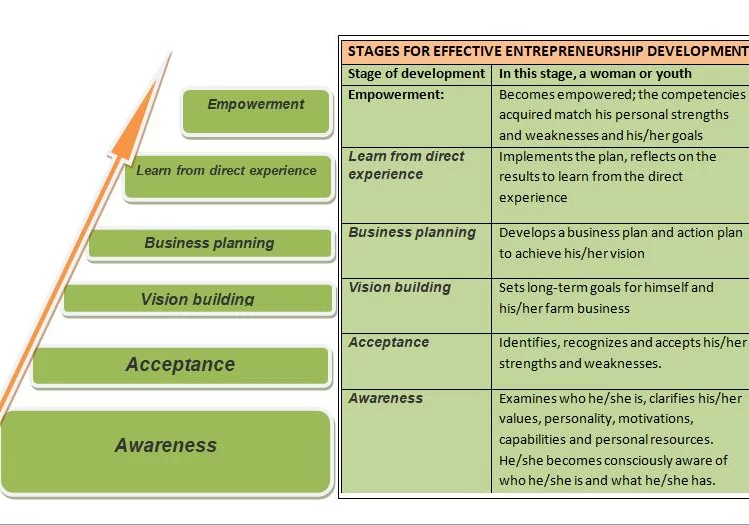 Empowerment
Learn from direct experience
Business planning
Vision building
Acceptance
Awareness
STAGES FOR EFFECTIVE ENTREPRENEURSHIP DEVELOPMENT
Stage of development In this stage, a woman or youth
Empowerment: Becomes empowered; the competencies
acquired match his personal strengths
and weaknesses and his/her goals
Learn from direct Implements the plan, reflects on the
experience results to learn from the direct
experience
Business planning Develops a business plan and action plan
to achieve his/her vision
Vision building Sets long-term goals for himself and
his/her farm business
Acceptance Identifies, recognizes and accepts his/her
strengths and weaknesses.
Awareness Examines who he/she is, clarifies his/her
values, personality, motivations,
capabilities and personal resources.
He/she becomes consciously aware of
who he/she is and what he/she has.